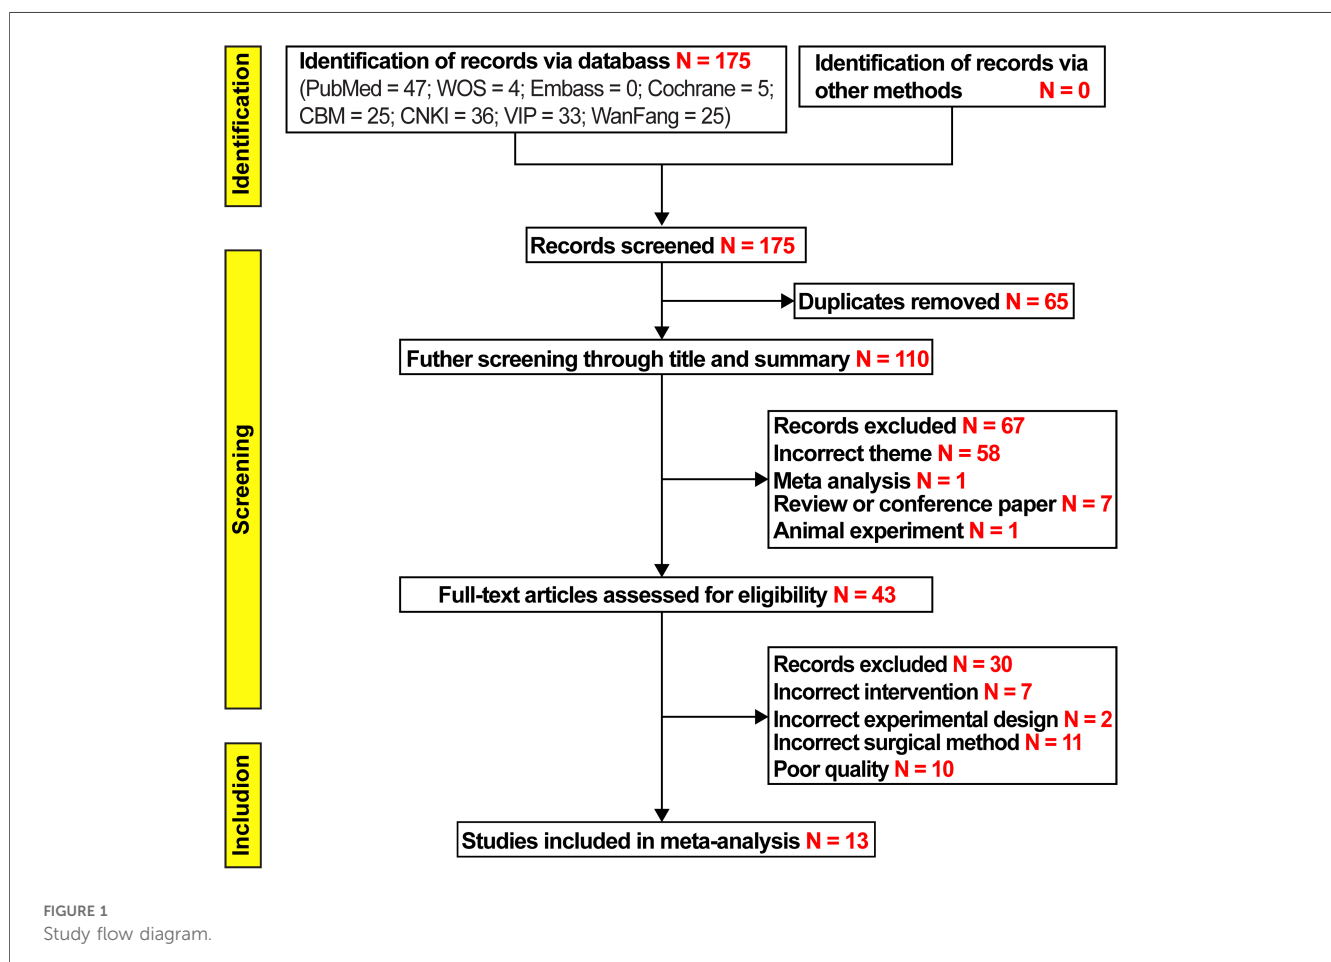 Identification
Identification of records via databass N = 175
(PubMed = 47; WOS = 4; Embass = 0; Cochrane = 5;
CBM = 25; CNKI = 36; VIP = 33; WanFang = 25)
Identification of records via
other methods N = 0
Screening
Records screened N = 175
Duplicates removed N = 65
Futher screening through title and summary N = 110
Records excluded N = 67
Incorrect theme N = 58
Meta analysis N = 1
Review or conference paper N = 7
Animal experiment N = 1
Full-text articles assessed for eligibility N = 43
Records excluded N = 30
Incorrect intervention N = 7
Incorrect experimental design N = 2
Incorrect surgical method N = 11
Poor quality N = 10
Includion
Studies included in meta-analysis N = 13
FIGURE 1
Study flow diagram.